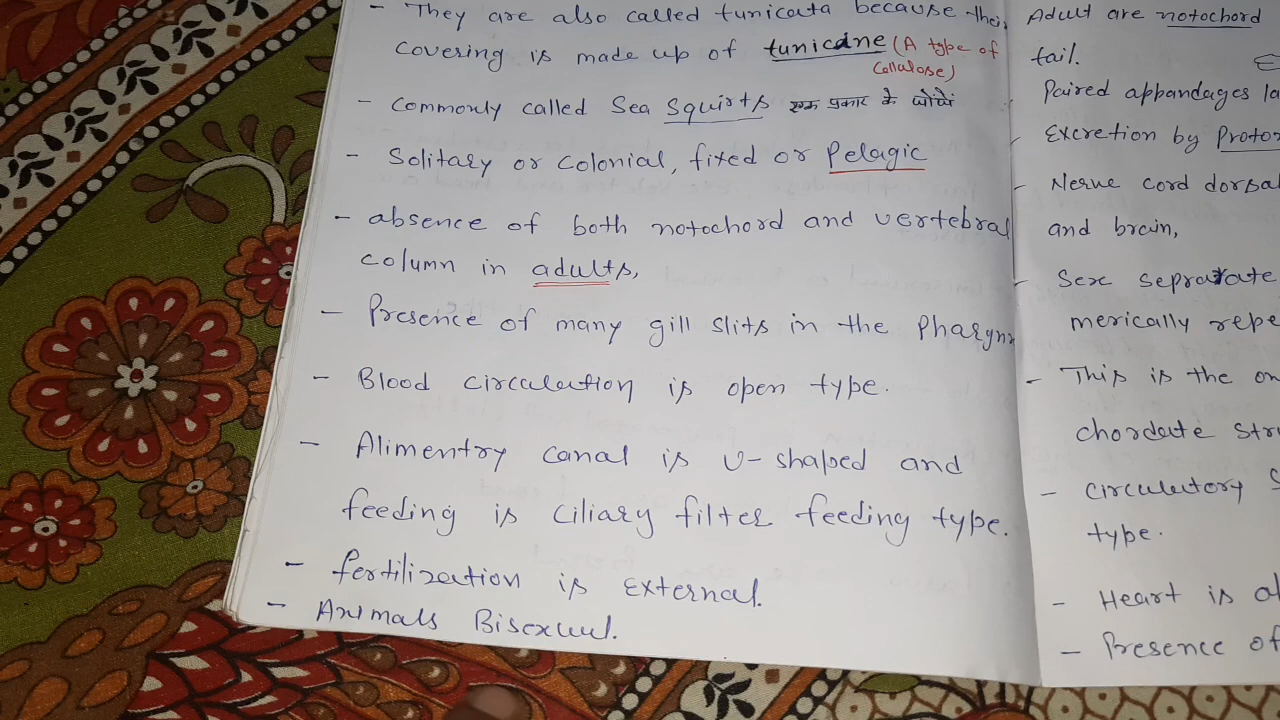 - They are also called tunicata because their
covering is made up of tunicine (A type of
Cellulose)
- Commonly called Sea Squirts एक प्रकार के
- Solitary or colonial, fixed or Pelagic
- absence of both notochord and vertebral
column in adults,
- Presence of many gill slits in the Pharynx
- Blood circulation is open type.
- Alimentry canal is U-shaped and
feeding is ciliary filter feeding type.
- fertilization is External.
- Animals Bisexual.
Adult are notochord
tail.
Paired appandages
Excretion by
- Nerve cord dorsal
and brain,
- Sex seprate
merically
- This is the
chordate
- Circulatory
type.
- Heart is
- Presence of